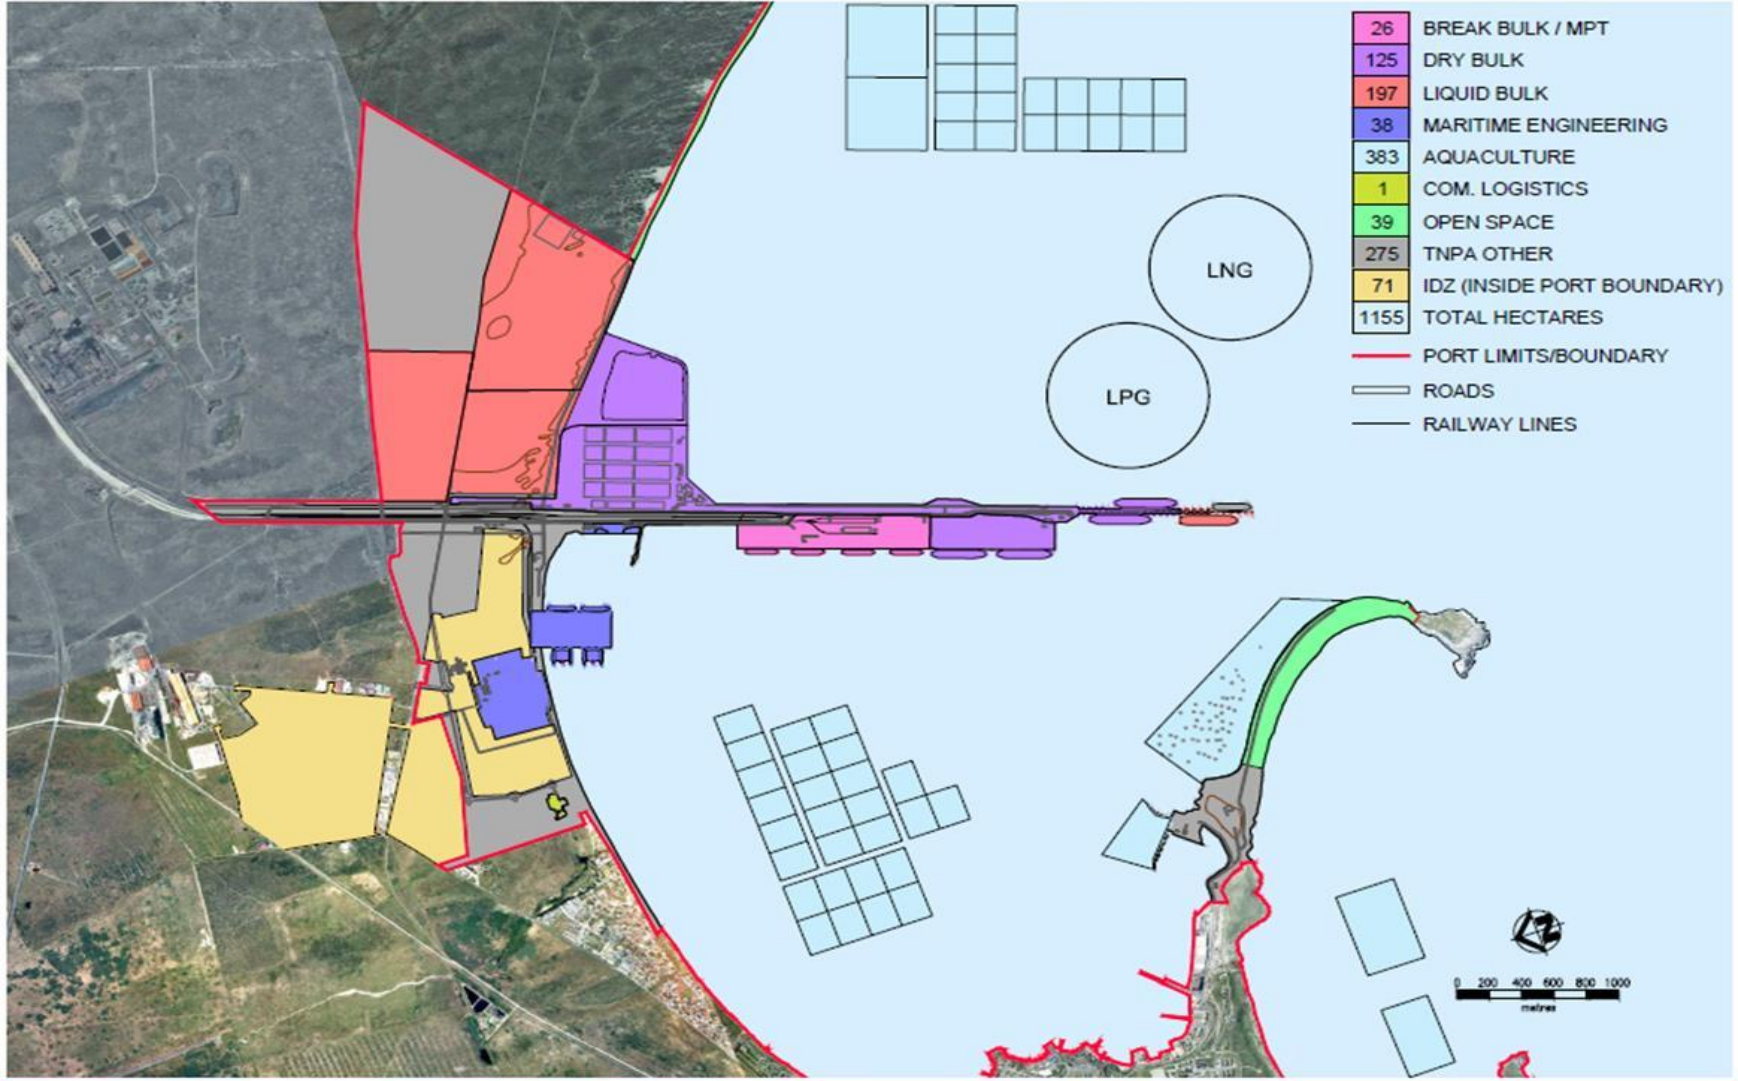 26 BREAK BULK / MPT
125 DRY BULK
197 LIQUID BULK
38 MARITIME ENGINEERING
383 AQUACULTURE
1 COM. LOGISTICS
39 OPEN SPACE
275 TNPA OTHER
71 IDZ (INSIDE PORT BOUNDARY)
1155 TOTAL HECTARES
PORT LIMITS/BOUNDARY
ROADS
RAILWAY LINES
LNG
LPG
Z
0 200 400 600 800 1000
metres